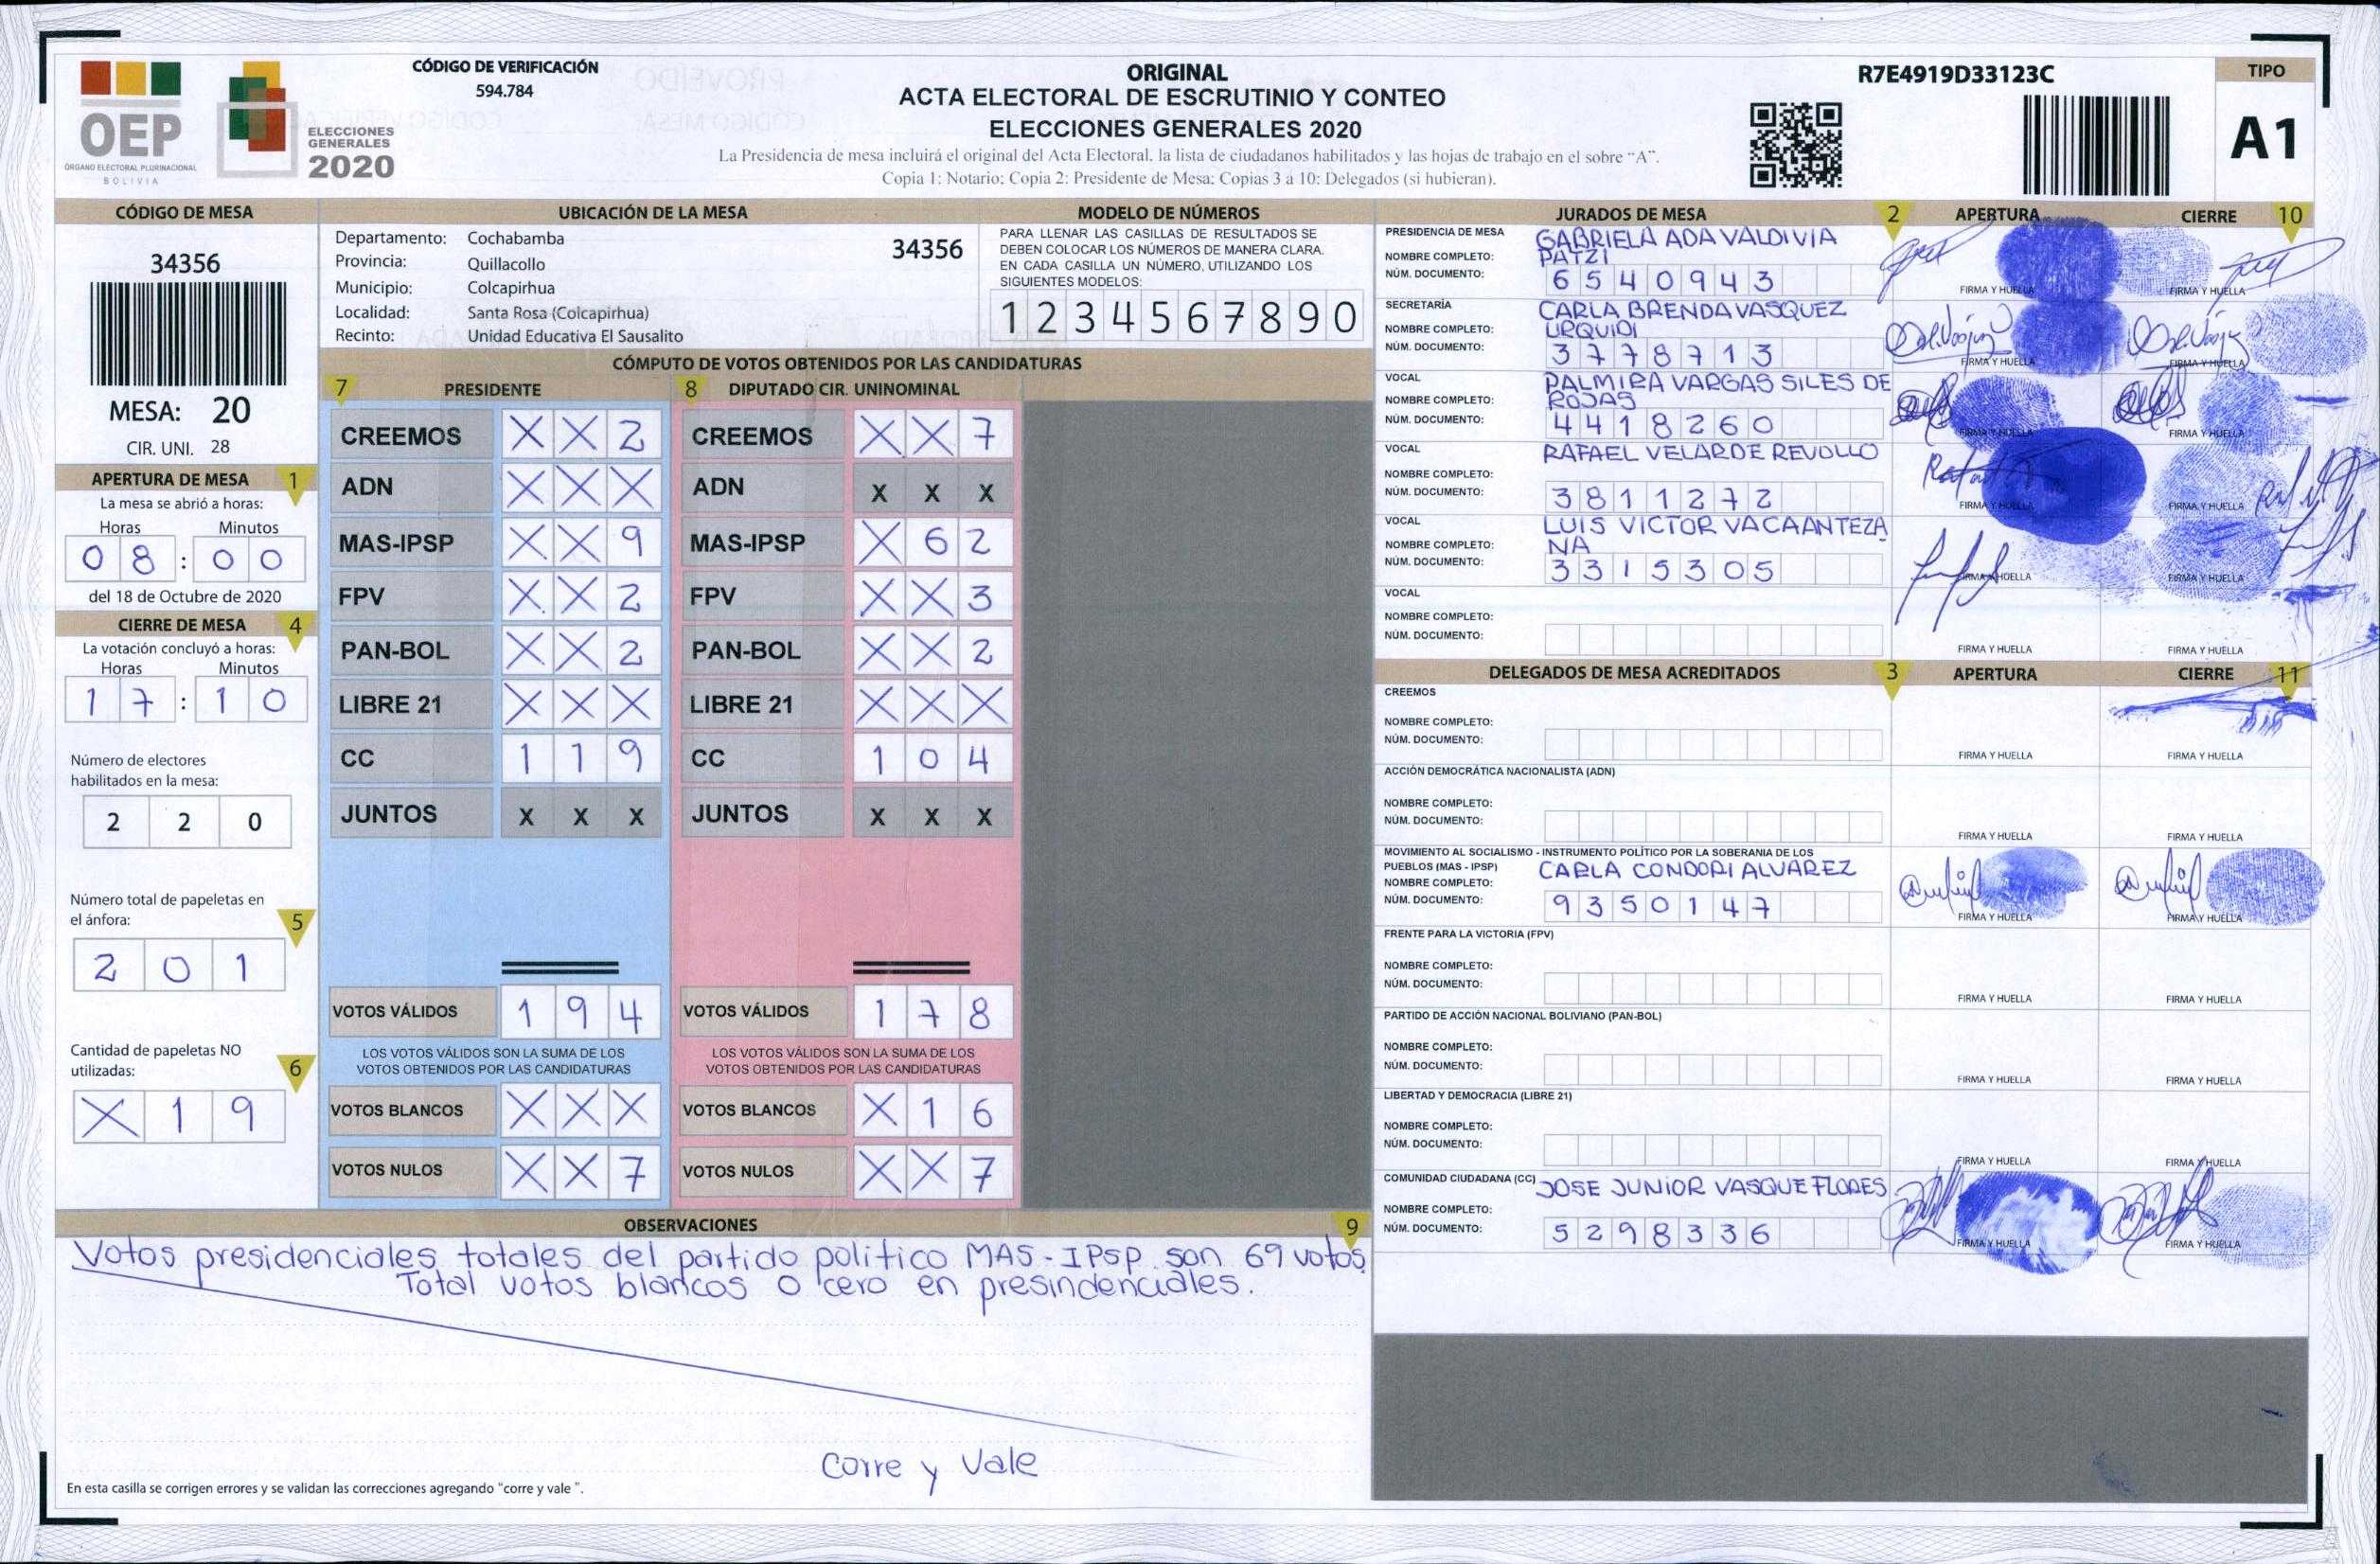 CÓDIGO DE VERIFICACIÓN
594.784
OEP
ÓRGANO ELECTORAL PLURINACIONAL
BOLIVIA
ELECCIONES
GENERALES
2020
ORIGINAL
ACTA ELECTORAL DE ESCRUTINIO Y CONTEO
ELECCIONES GENERALES 2020
La Presidencia de mesa incluirá el original del Acta Electoral, la lista de ciudadanos habilitados y las hojas de trabajo en el sobre "A".
Copia 1: Notario; Copia 2: Presidente de Mesa; Copias 3 a 10: Delegados (si hubieran).
R7E4919D33123C
TIPO
A1
CÓDIGO DE MESA
34356
MESA: 20
CIR. UNI. 28
APERTURA DE MESA 1
La mesa se abrió a horas:
Horas Minutos
08 : 00
del 18 de Octubre de 2020
CIERRE DE MESA 4
La votación concluyó a horas:
Horas Minutos
17 : 10
Número de electores
habilitados en la mesa:
2 2 0
Número total de papeletas en
el ánfora: 5
2 0 1
Cantidad de papeletas NO
utilizadas: 6
X 1 9
UBICACIÓN DE LA MESA
Departamento: Cochabamba 34356
Provincia: Quillacollo
Municipio: Colcapirhua
Localidad: Santa Rosa (Colcapirhua)
Recinto: Unidad Educativa El Sausalito
MODELO DE NÚMEROS
PARA LLENAR LAS CASILLAS DE RESULTADOS SE
DEBEN COLOCAR LOS NÚMEROS DE MANERA CLARA.
EN CADA CASILLA UN NÚMERO, UTILIZANDO LOS
SIGUIENTES MODELOS:
1 2 3 4 5 6 7 8 9 0
CÓMPUTO DE VOTOS OBTENIDOS POR LAS CANDIDATURAS
7 PRESIDENTE 8 DIPUTADO CIR. UNINOMINAL
CREEMOS X X 2 CREEMOS X X 7
ADN X X X ADN X X X
MAS-IPSP X X 9 MAS-IPSP X 6 2
FPV X X 2 FPV X X 3
PAN-BOL X X 2 PAN-BOL X X 2
LIBRE 21 X X X LIBRE 21 X X X
CC 1 1 9 CC 1 0 4
JUNTOS X X X JUNTOS X X X
VOTOS VÁLIDOS 1 9 4 VOTOS VÁLIDOS 1 7 8
LOS VOTOS VÁLIDOS SON LA SUMA DE LOS LOS VOTOS VÁLIDOS SON LA SUMA DE LOS
VOTOS OBTENIDOS POR LAS CANDIDATURAS VOTOS OBTENIDOS POR LAS CANDIDATURAS
VOTOS BLANCOS X X X VOTOS BLANCOS X 1 6
VOTOS NULOS X X 7 VOTOS NULOS X X 7
OBSERVACIONES 9
Votos presidenciales totales del partido politico MAS-IPSP son 69 votos
Total votos blancos 0 cero en presindenciales.
Corre y Vale
En esta casilla se corrigen errores y se validan las correcciones agregando "corre y vale ".
JURADOS DE MESA 2 APERTURA CIERRE 10
PRESIDENCIA DE MESA GABRIELA ADA VALDIVIA
NOMBRE COMPLETO: PATZI
NÚM. DOCUMENTO: 6540943 FIRMA Y HUELLA FIRMA Y HUELLA
SECRETARÍA CARLA BRENDA VASQUEZ
NOMBRE COMPLETO: URQUIDI
NÚM. DOCUMENTO: 3778713 FIRMA Y HUELLA FIRMA Y HUELLA
VOCAL PALMIRA VARGAS SILES DE
NOMBRE COMPLETO: ROJAS
NÚM. DOCUMENTO: 4418260 FIRMA Y HUELLA FIRMA Y HUELLA
VOCAL RAFAEL VELARDE REVOLLO
NOMBRE COMPLETO:
NÚM. DOCUMENTO: 3811272 FIRMA Y HUELLA FIRMA Y HUELLA
VOCAL LUIS VICTOR VACAANTEZA
NOMBRE COMPLETO: NA
NÚM. DOCUMENTO: 3315305 FIRMA Y HUELLA FIRMA Y HUELLA
VOCAL
NOMBRE COMPLETO:
NÚM. DOCUMENTO: FIRMA Y HUELLA FIRMA Y HUELLA
DELEGADOS DE MESA ACREDITADOS 3 APERTURA CIERRE 11
CREEMOS
NOMBRE COMPLETO:
NÚM. DOCUMENTO: FIRMA Y HUELLA FIRMA Y HUELLA
ACCIÓN DEMOCRÁTICA NACIONALISTA (ADN)
NOMBRE COMPLETO:
NÚM. DOCUMENTO: FIRMA Y HUELLA FIRMA Y HUELLA
MOVIMIENTO AL SOCIALISMO - INSTRUMENTO POLÍTICO POR LA SOBERANIA DE LOS
PUEBLOS (MAS - IPSP) CARLA CONDORI ALVAREZ
NOMBRE COMPLETO:
NÚM. DOCUMENTO: 9350147 FIRMA Y HUELLA FIRMA Y HUELLA
FRENTE PARA LA VICTORIA (FPV)
NOMBRE COMPLETO:
NÚM. DOCUMENTO: FIRMA Y HUELLA FIRMA Y HUELLA
PARTIDO DE ACCIÓN NACIONAL BOLIVIANO (PAN-BOL)
NOMBRE COMPLETO:
NÚM. DOCUMENTO: FIRMA Y HUELLA FIRMA Y HUELLA
LIBERTAD Y DEMOCRACIA (LIBRE 21)
NOMBRE COMPLETO:
NÚM. DOCUMENTO: FIRMA Y HUELLA FIRMA Y HUELLA
COMUNIDAD CIUDADANA (CC) JOSE JUNIOR VASQUE FLORES
NOMBRE COMPLETO:
NÚM. DOCUMENTO: 5298336 FIRMA Y HUELLA FIRMA Y HUELLA